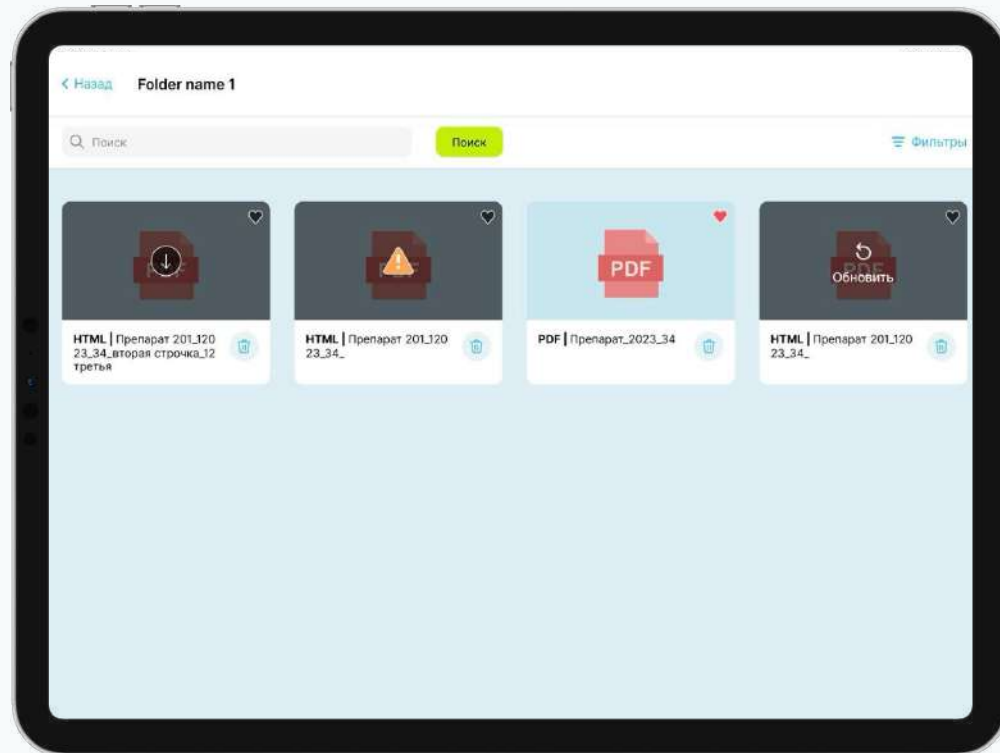 Назад
Folder name 1
Поиск
Поиск
Фильтры
PDF
Обновить
HTML | Препарат 201_120
23_34_вторая строчка_12
третья
HTML | Препарат 201_120
23_34_
PDF | Препарат_2023_34
HTML | Препарат 201_120
23_34_